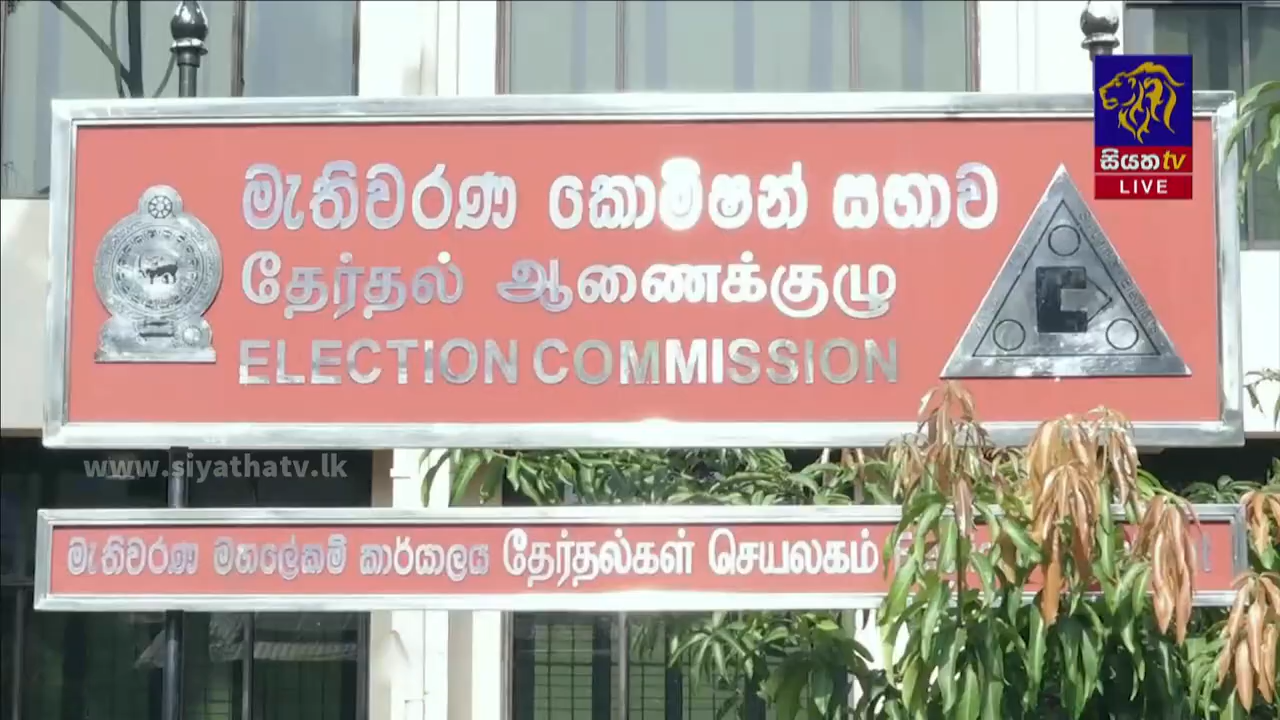 සියත tv
LIVE
මැතිවරණ කොමිෂන් සභාව
தேர்தல் ஆணைக்குழு
ELECTION COMMISSION
E
www.siyathatv.lk
මැතිවරණ මහලේකම් කාර්යාලය தேர்தல்கள் செயலகம்